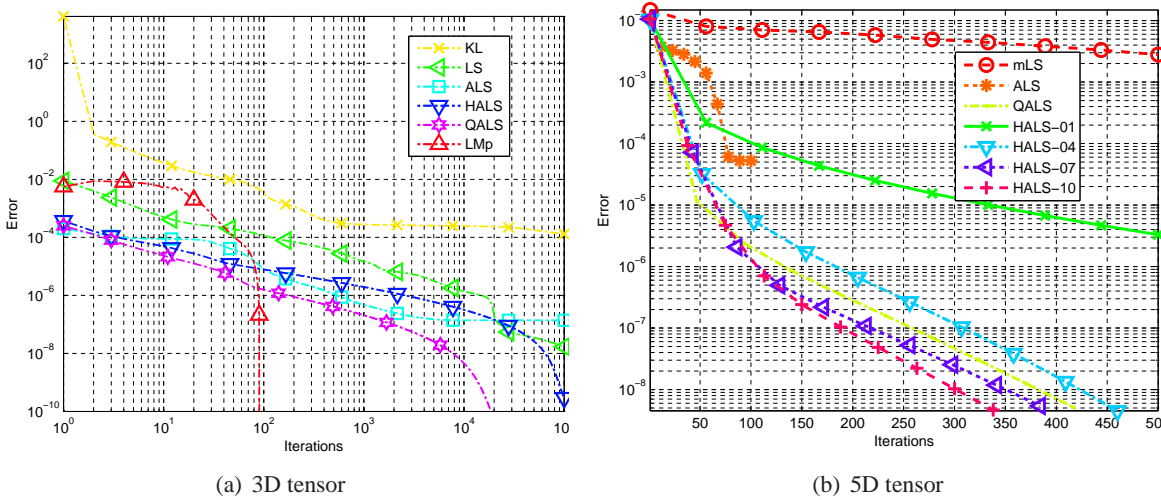 10^2
10^0
10^-2
10^-4
10^-6
10^-8
10^-10
Error
10^0
10^1
10^2
10^3
10^4
10
Iterations
KL
LS
ALS
HALS
QALS
LMp
(a) 3D tensor
10^-2
10^-3
10^-4
10^-5
10^-6
10^-7
10^-8
Error
50
100
150
200
250
300
350
400
450
500
Iterations
mLS
ALS
QALS
HALS-01
HALS-04
HALS-07
HALS-10
(b) 5D tensor